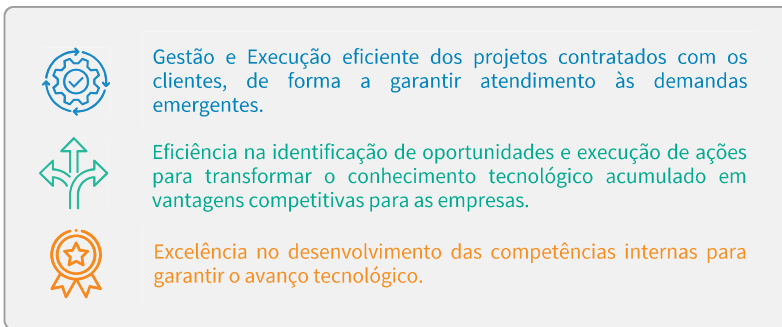 Gestão e Execução eficiente dos projetos contratados com os
clientes, de forma a garantir atendimento às demandas
emergentes.
Eficiência na identificação de oportunidades e execução de ações
para transformar o conhecimento tecnológico acumulado em
vantagens competitivas para as empresas.
Excelência no desenvolvimento das competências internas para
garantir o avanço tecnológico.